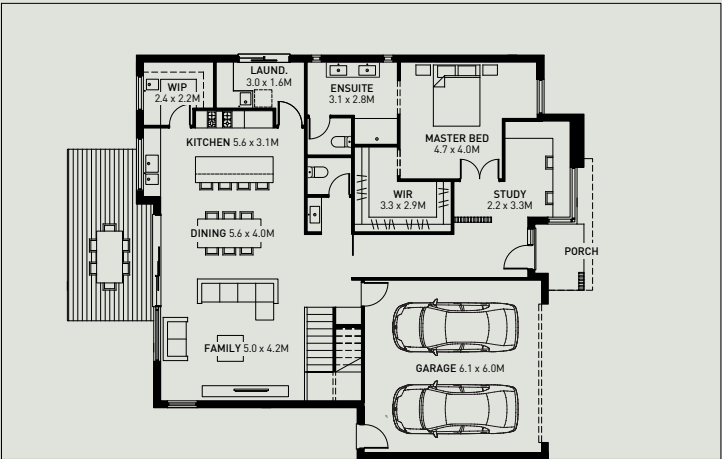 LAUND.
3.0 x 1.6M
WIP
2.4 x 2.2M
ENSUITE
3.1 x 2.8M
KITCHEN 5.6 x 3.1M
MASTER BED
4.7 x 4.0M
WIR
3.3 x 2.9M
STUDY
2.2 x 3.3M
DINING 5.6 x 4.0M
PORCH
FAMILY 5.0 x 4.2M
GARAGE 6.1 x 6.0M